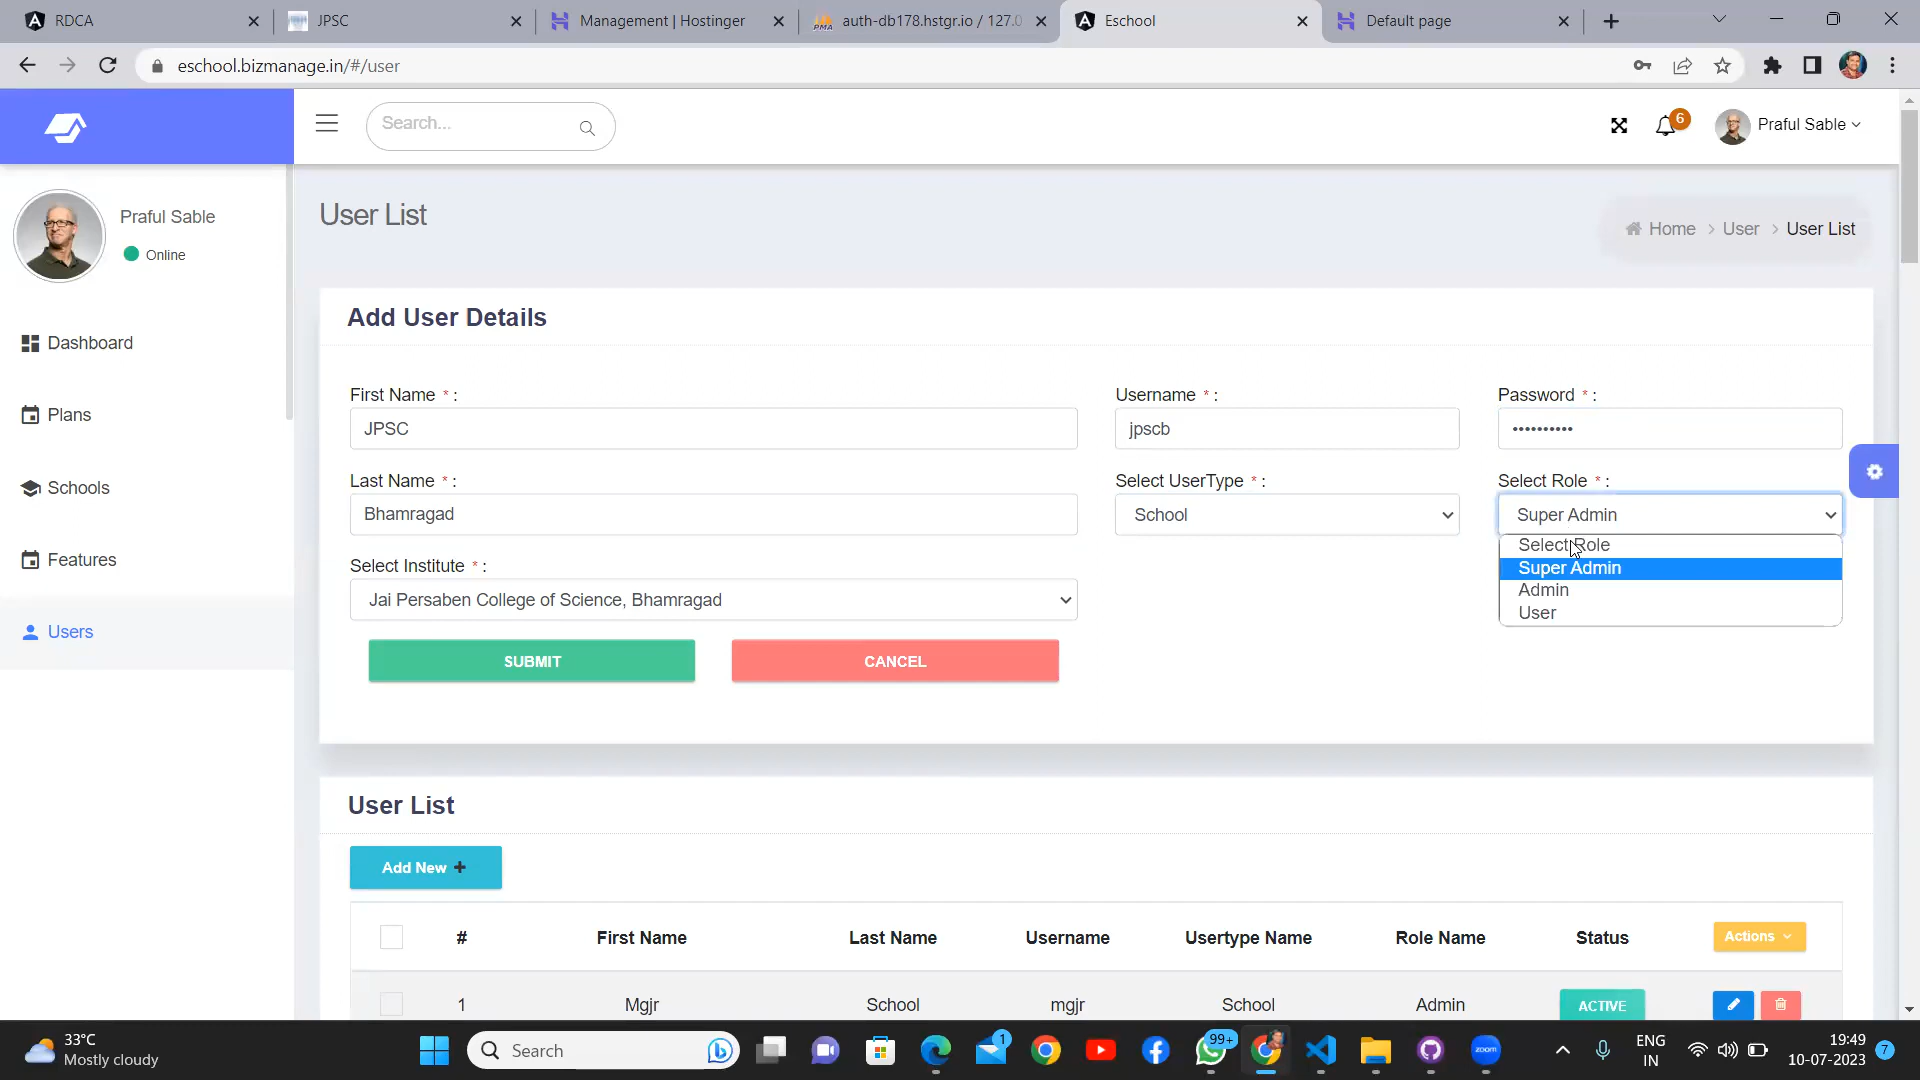 RDCA
JPSC
Management | Hostinger
auth-db178.hstgr.io / 127.0
Eschool
Default page
eschool.bizmanage.in/#/user
Search...
6
Praful Sable
Praful Sable
Online
User List
Home > User > User List
Dashboard
Plans
Schools
Features
Users
Add User Details
First Name * :
Username * :
Password * :
JPSC
jpscb
••••••••••
Last Name * :
Select UserType * :
Select Role * :
Bhamragad
School
Super Admin
Select Role
Super Admin
Admin
User
Select Institute * :
Jai Persaben College of Science, Bhamragad
SUBMIT
CANCEL
User List
Add New +
# First Name Last Name Username Usertype Name Role Name Status Actions
1 Mgjr School mgjr School Admin ACTIVE
33°C
Mostly cloudy
Search
1
99+
zoom
ENG
IN
19:49
10-07-2023
7